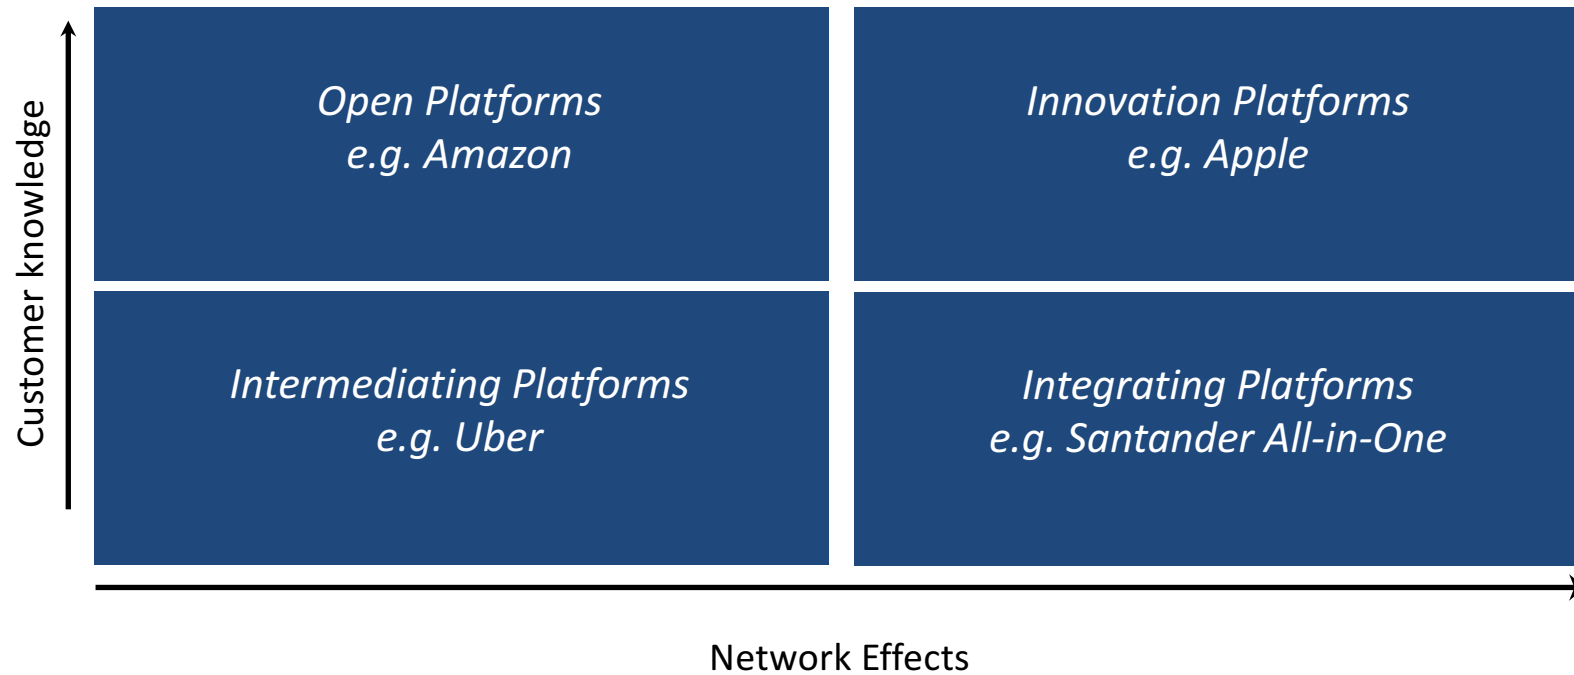 Customer knowledge
Open Platforms
e.g. Amazon
Innovation Platforms
e.g. Apple
Intermediating Platforms
e.g. Uber
Integrating Platforms
e.g. Santander All-in-One
Network Effects